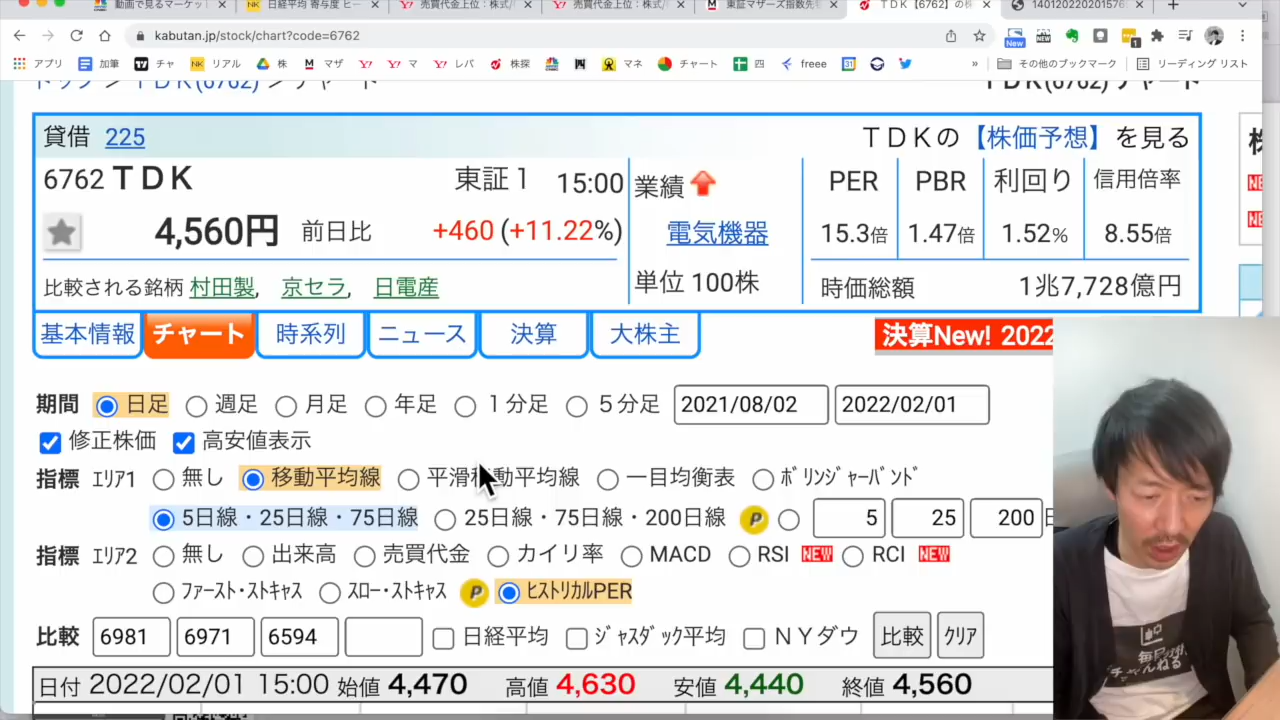 動画で見るマーケット
日経平均 寄与度 ヒー
売買代金上位：株式/
売買代金上位：株式/
東証マザーズ指数先物
ＴＤＫ【6762】の株
140120220201576
kabutan.jp/stock/chart?code=6762
アプリ 加筆 チャ リアル 株 マザ マ レバ 株探 マネ チャート 四 freee » その他のブックマーク リーディング リスト
トップ > ＴＤＫ(6762) > チャート
ＴＤＫ(6762) チャート
貸借 225 ＴＤＫの【株価予想】を見る
6762 ＴＤＫ 東証１ 15:00 業績 PER PBR 利回り 信用倍率
4,560円 前日比 +460 (+11.22%) 電気機器 15.3倍 1.47倍 1.52% 8.55倍
比較される銘柄 村田製, 京セラ, 日電産 単位 100株 時価総額 1兆7,728億円
基本情報 チャート 時系列 ニュース 決算 大株主 決算New! 2022
期間 日足 週足 月足 年足 １分足 ５分足 2021/08/02 2022/02/01
修正株価 高安値表示
指標 エリア1 無し 移動平均線 平滑移動平均線 一目均衡表 ボリンジャーバンド
5日線・25日線・75日線 25日線・75日線・200日線 P 5 25 200 日
指標 エリア2 無し 出来高 売買代金 カイリ率 MACD RSI NEW RCI NEW
ファースト・ストキャス スロー・ストキャス P ヒストリカルPER
比較 6981 6971 6594 日経平均 ジャスダック平均 ＮＹダウ 比較 クリア
日付 2022/02/01 15:00 始値 4,470 高値 4,630 安値 4,440 終値 4,560